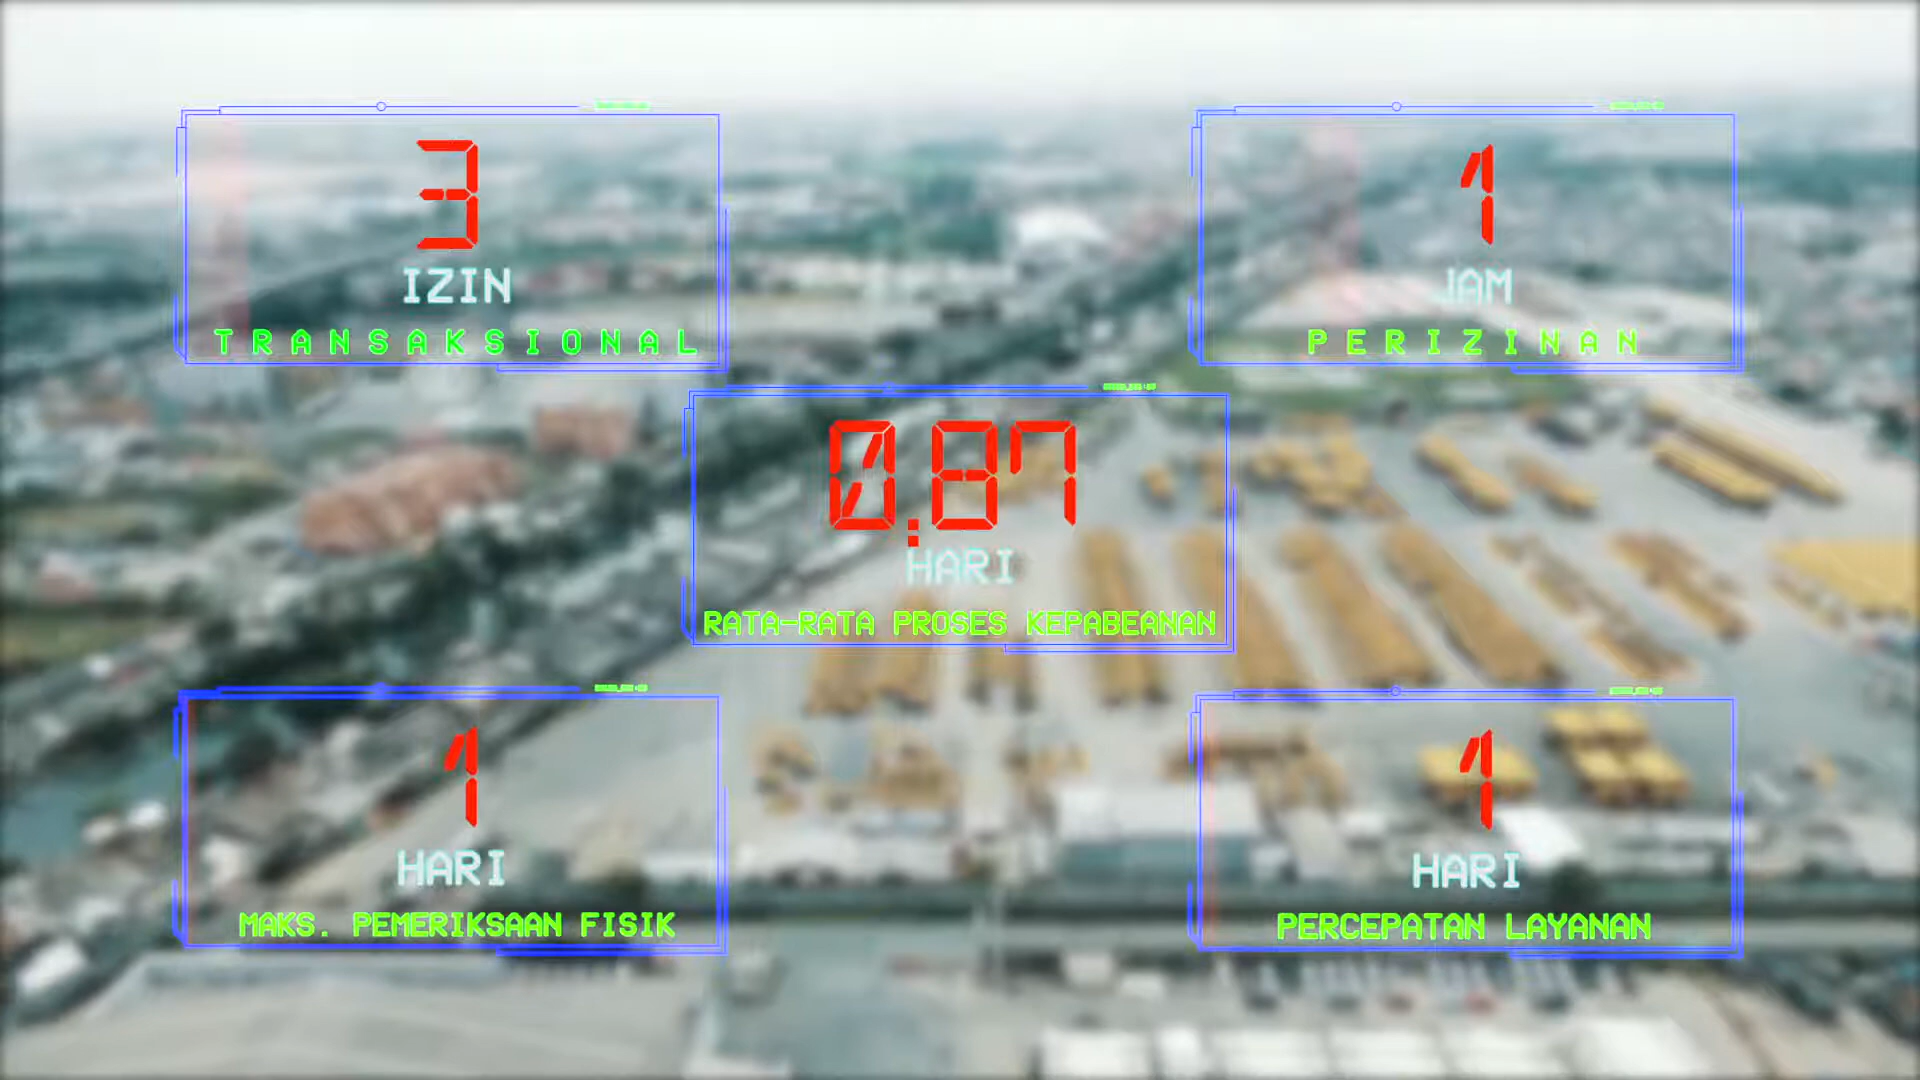 3
IZIN
TRANSAKSIONAL
1
JAM
PERIZINAN
0.87
HARI
RATA-RATA PROSES KEPABEANAN
1
HARI
MAKS. PEMERIKSAAN FISIK
1
HARI
PERCEPATAN LAYANAN